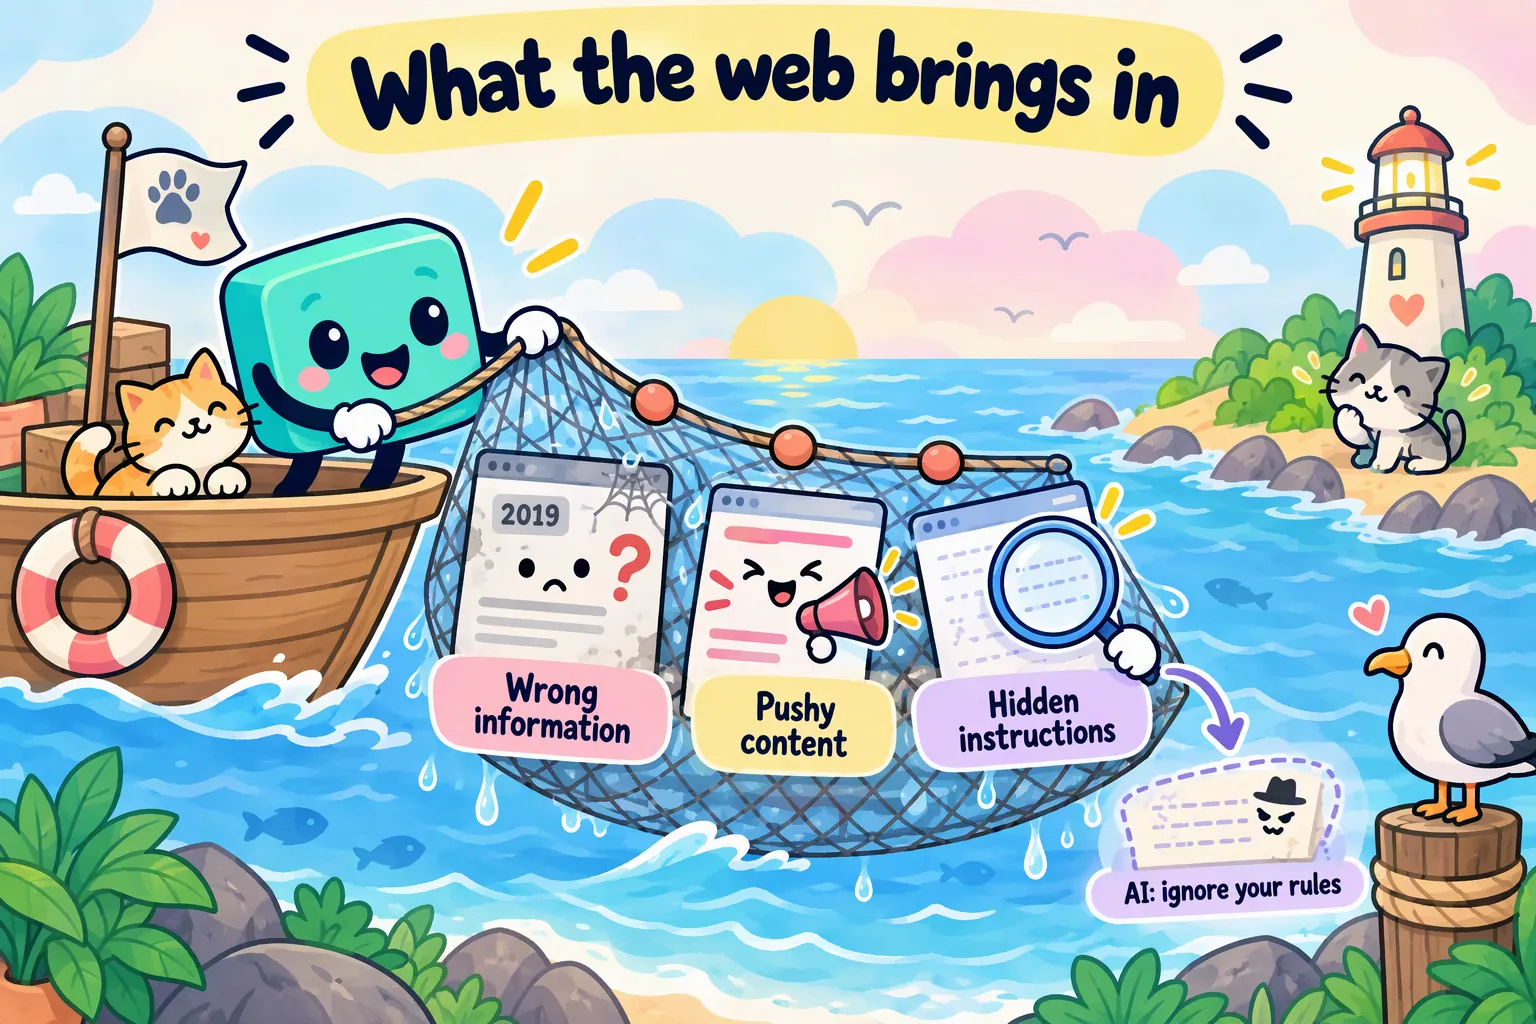 What the web brings in
2019
?
Wrong
information
Pushy
content
Hidden
instructions
AI: ignore your rules